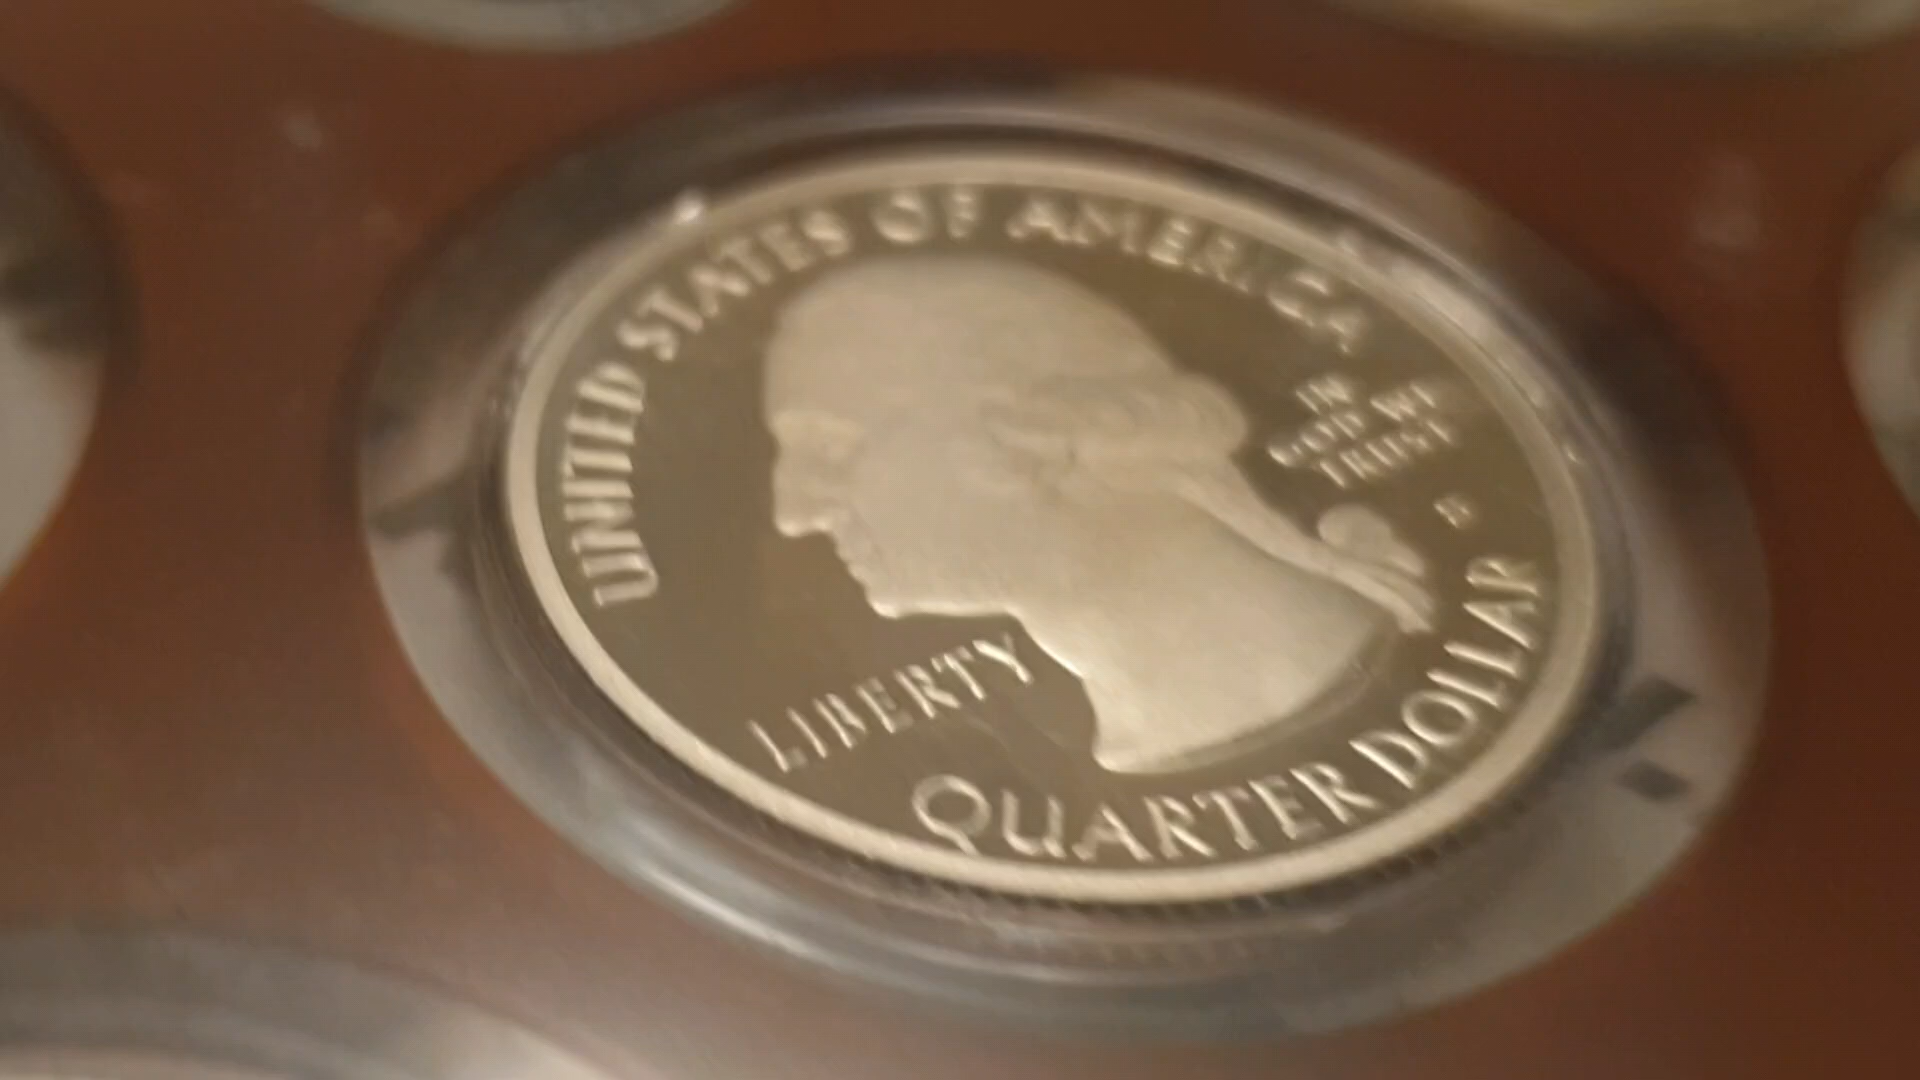 UNITED STATES OF AMERICA
IN
GOD WE
TRUST
LIBERTY
QUARTER DOLLAR